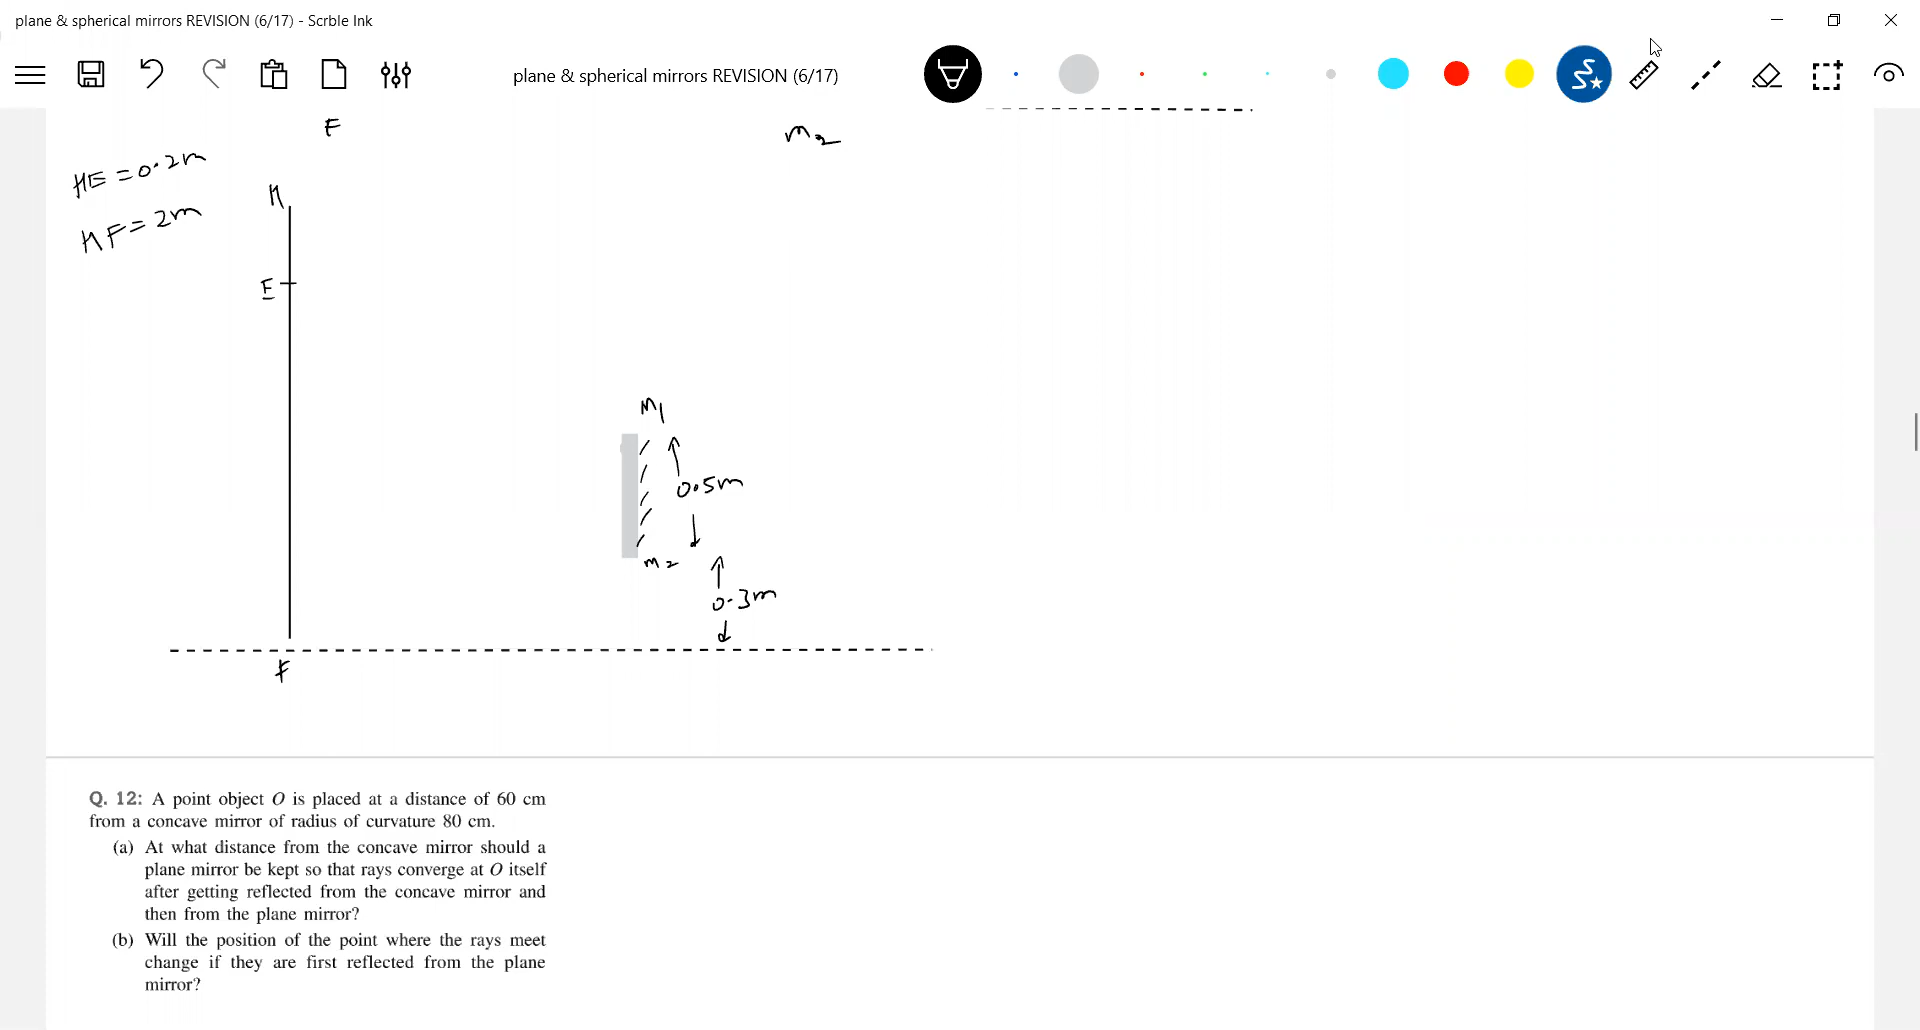 plane & spherical mirrors REVISION (6/17) - Scrble Ink
plane & spherical mirrors REVISION (6/17)
F
M2
HE = 0.2m
HF = 2m
H
E
M1
0.5m
M2
0.3m
F
Q. 12: A point object O is placed at a distance of 60 cm
from a concave mirror of radius of curvature 80 cm.
(a) At what distance from the concave mirror should a
plane mirror be kept so that rays converge at O itself
after getting reflected from the concave mirror and
then from the plane mirror?
(b) Will the position of the point where the rays meet
change if they are first reflected from the plane
mirror?